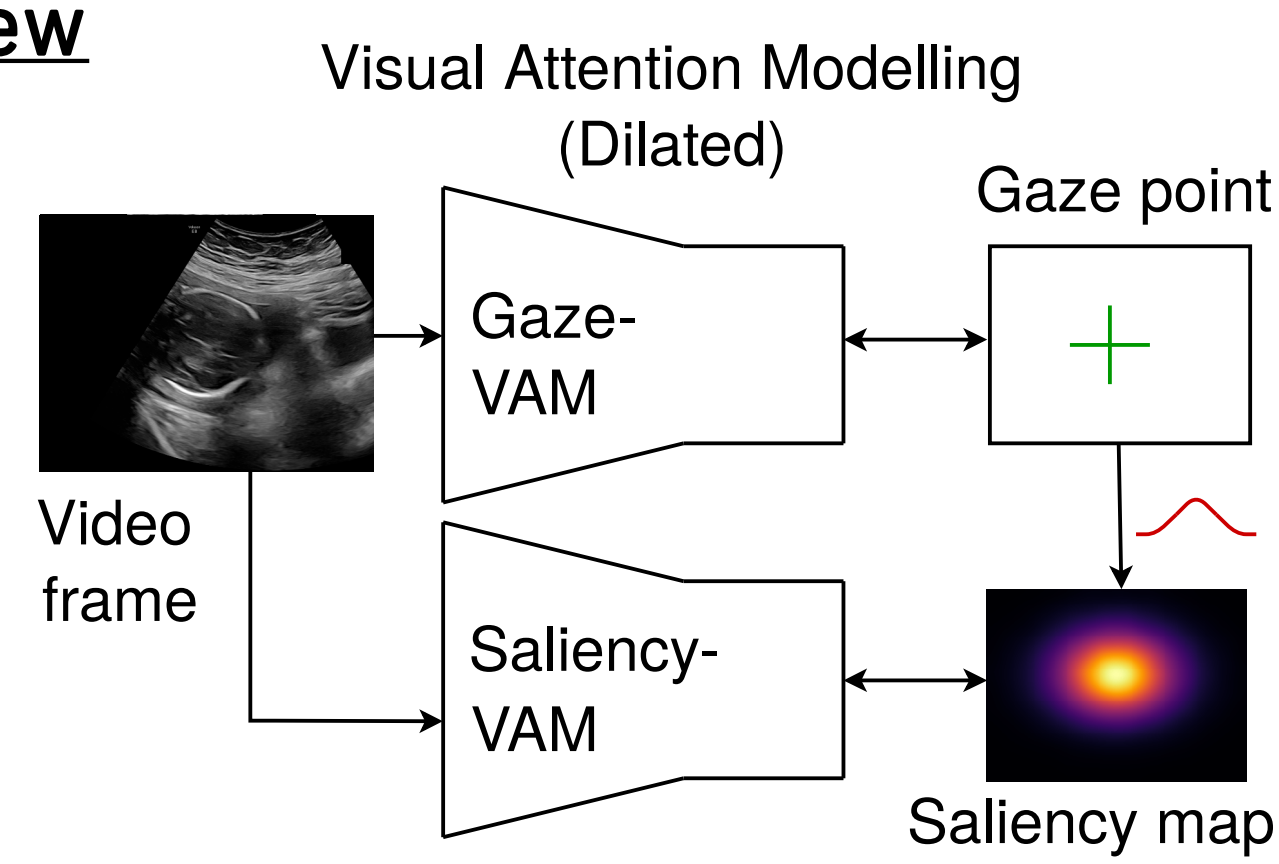 ew
Visual Attention Modelling
(Dilated)
Gaze point
Gaze-
VAM
Video
frame
Saliency-
VAM
Saliency map